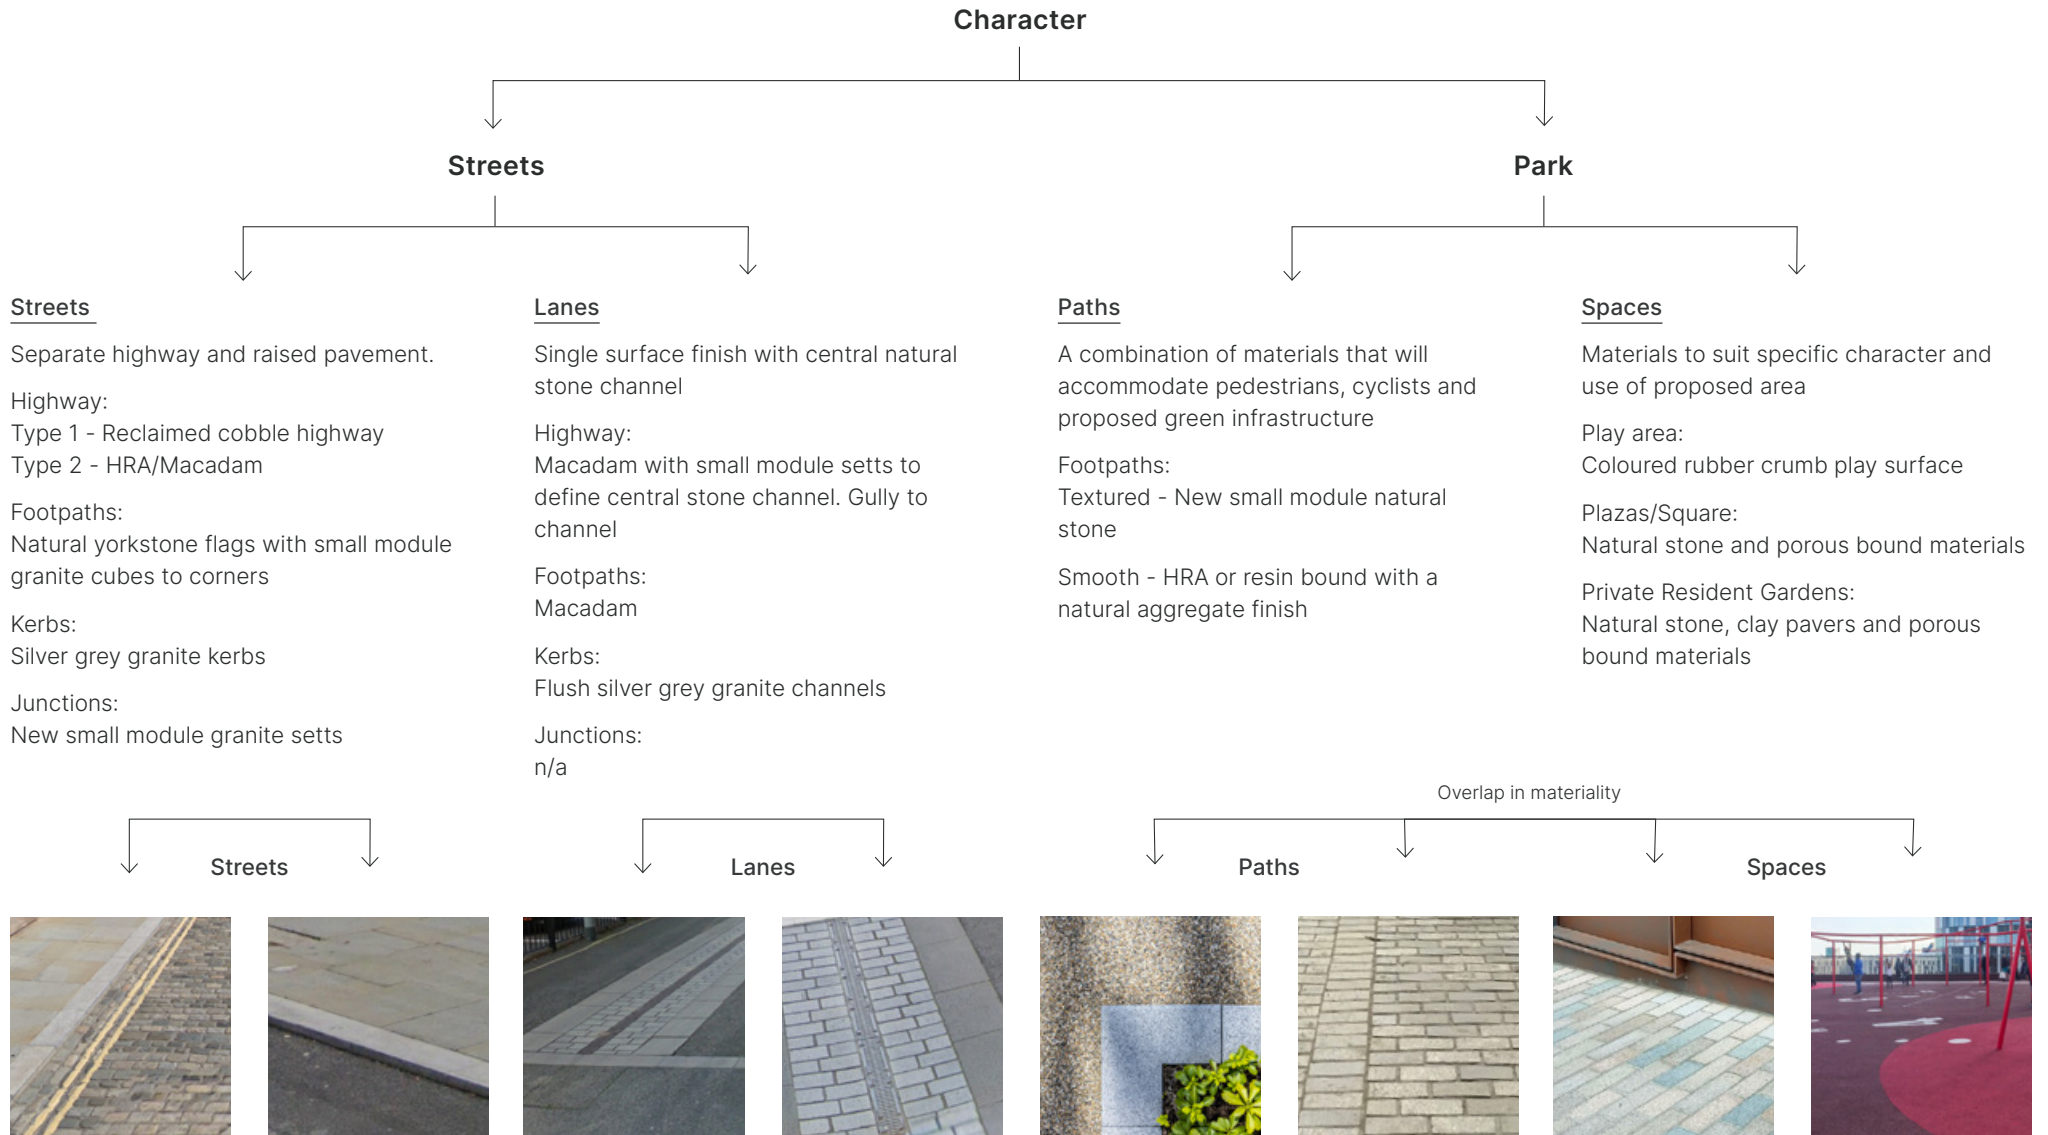 Character
Streets
Park
Streets
Separate highway and raised pavement.
Highway:
Type 1 - Reclaimed cobble highway
Type 2 - HRA/Macadam
Footpaths:
Natural yorkstone flags with small module
granite cubes to corners
Kerbs:
Silver grey granite kerbs
Junctions:
New small module granite setts
Lanes
Single surface finish with central natural
stone channel
Highway:
Macadam with small module setts to
define central stone channel. Gully to
channel
Footpaths:
Macadam
Kerbs:
Flush silver grey granite channels
Junctions:
n/a
Paths
A combination of materials that will
accommodate pedestrians, cyclists and
proposed green infrastructure
Footpaths:
Textured - New small module natural
stone
Smooth - HRA or resin bound with a
natural aggregate finish
Spaces
Materials to suit specific character and
use of proposed area
Play area:
Coloured rubber crumb play surface
Plazas/Square:
Natural stone and porous bound materials
Private Resident Gardens:
Natural stone, clay pavers and porous
bound materials
Overlap in materiality
Streets
Lanes
Paths
Spaces